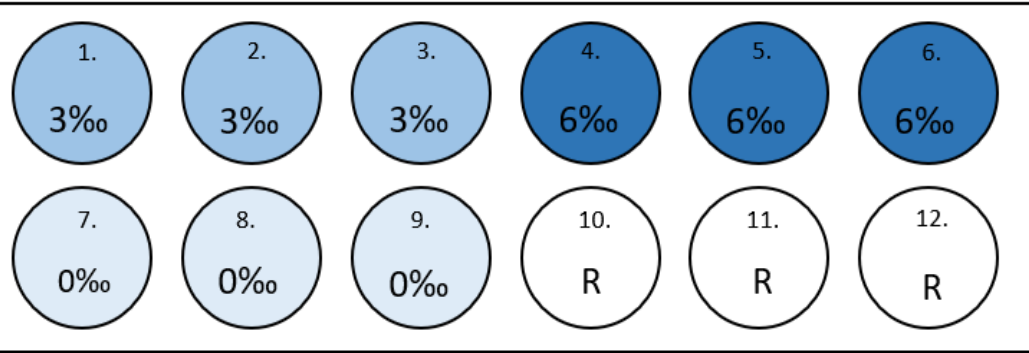 1. 2. 3. 4. 5. 6.
3‰ 3‰ 3‰ 6‰ 6‰ 6‰
7. 8. 9. 10. 11. 12.
0‰ 0‰ 0‰ R R R